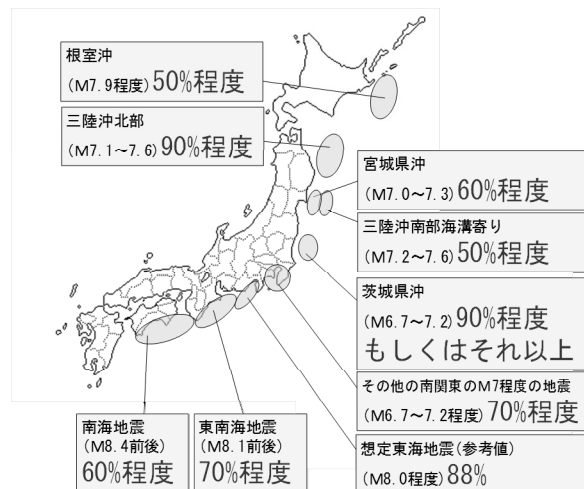 根室沖
(M7.9程度)50%程度
三陸沖北部
(M7.1～7.6)90%程度
宮城県沖
(M7.0～7.3)60%程度
三陸沖南部海溝寄り
(M7.2～7.6)50%程度
茨城県沖
(M6.7～7.2)90%程度
もしくはそれ以上
その他の南関東のM7程度の地震
(M6.7～7.2程度)70%程度
南海地震
(M8.4前後)
60%程度
東南海地震
(M8.1前後)
70%程度
想定東海地震(参考値)
(M8.0程度)88%